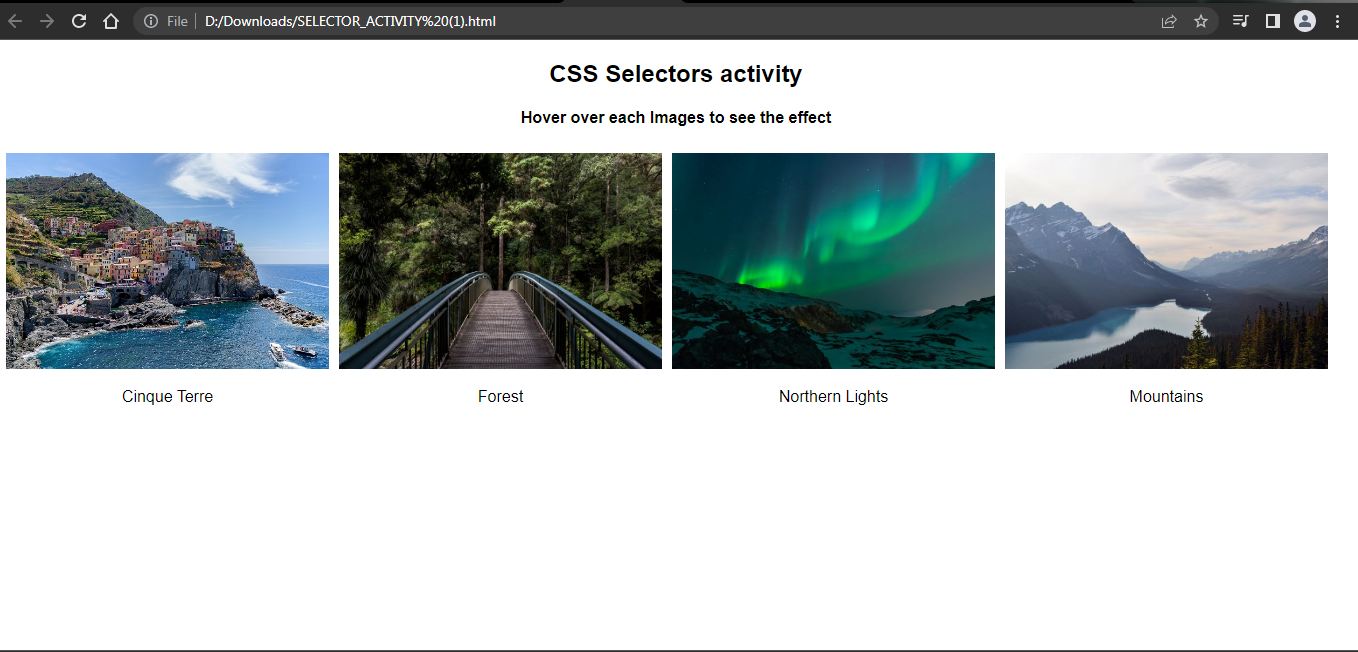 File D:/Downloads/SELECTOR_ACTIVITY%20(1).html
CSS Selectors activity
Hover over each Images to see the effect
Cinque Terre Forest Northern Lights Mountains